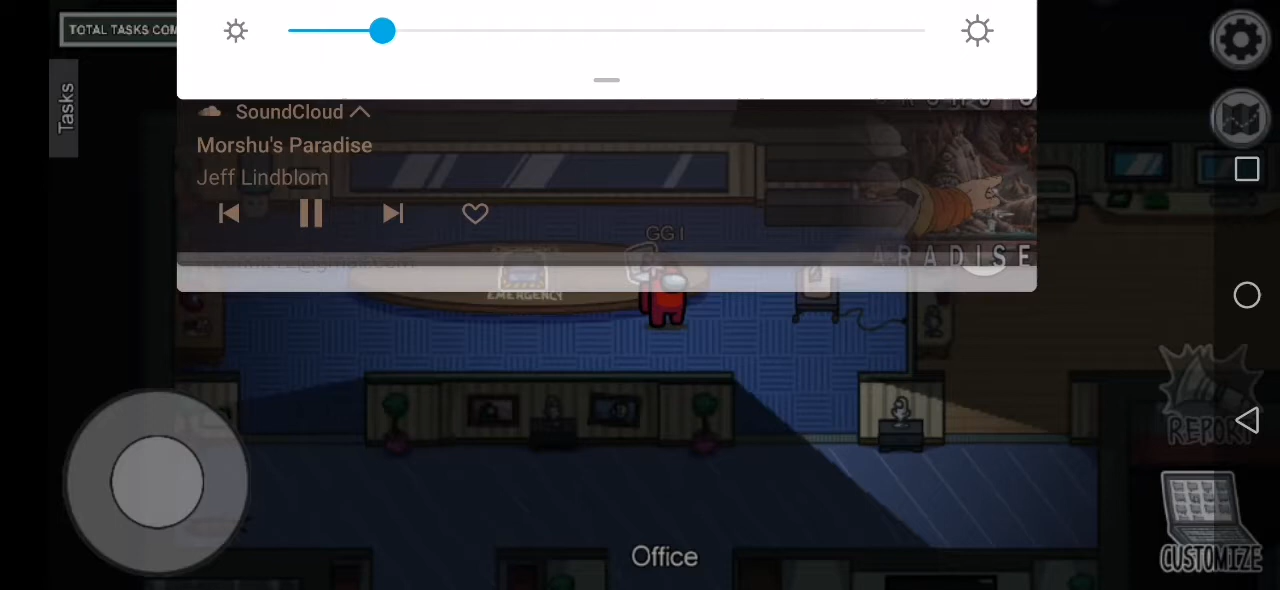 TOTAL TASKS COM
Tasks
SoundCloud
Morshu's Paradise
Jeff Lindblom
GG I
ARADISE
EMERGENCY
REPORT
Office
CUSTOMIZE